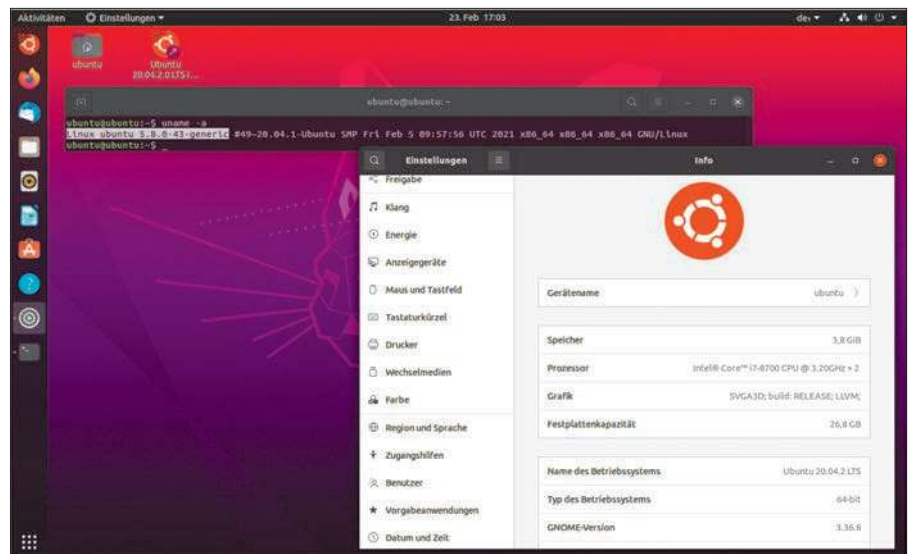 Aktivitäten Einstellungen 23. Feb 17:03 de
ubuntu
Ubuntu
20.04.2.0 LTS i...
ubuntu@ubuntu: ~
ubuntu@ubuntu:~$ uname -a
Linux ubuntu 5.8.0-43-generic #49~20.04.1-Ubuntu SMP Fri Feb 5 09:57:56 UTC 2021 x86_64 x86_64 x86_64 GNU/Linux
ubuntu@ubuntu:~$ _
Einstellungen
Info
Freigabe
Klang
Energie
Anzeigegeräte
Maus und Tastfeld
Tastaturkürzel
Drucker
Wechselmedien
Farbe
Region und Sprache
Zugangshilfen
Benutzer
Vorgabeanwendungen
Datum und Zeit
Gerätename ubuntu
Speicher 3,8 GiB
Prozessor Intel® Core™ i7-8700 CPU @ 3.20GHz × 2
Grafik SVGA3D; build: RELEASE; LLVM;
Festplattenkapazität 26,8 GB
Name des Betriebssystems Ubuntu 20.04.2 LTS
Typ des Betriebssystems 64-bit
GNOME-Version 3.36.8